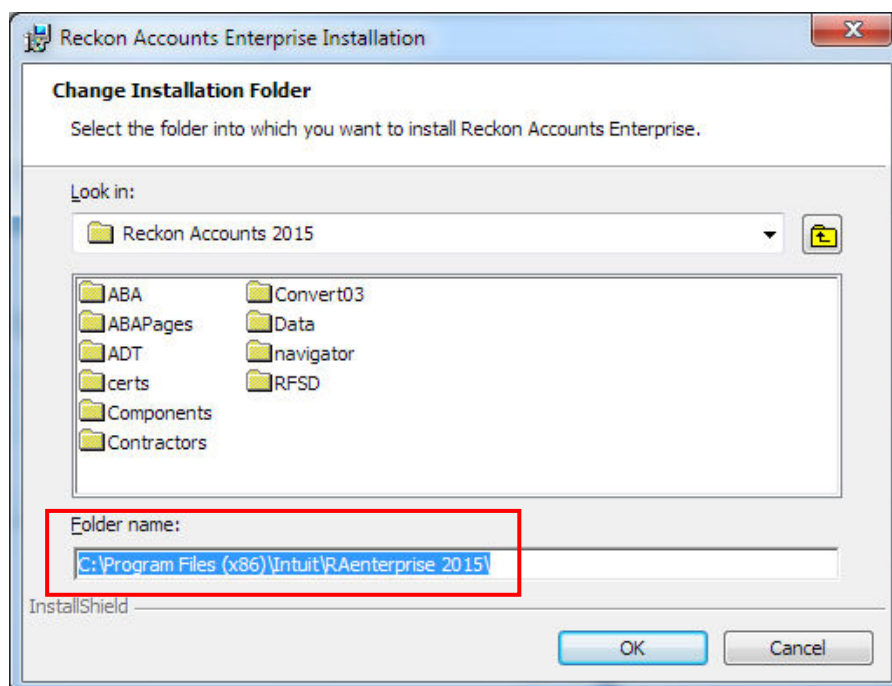 Reckon Accounts Enterprise Installation
Change Installation Folder
Select the folder into which you want to install Reckon Accounts Enterprise.
Look in:
Reckon Accounts 2015
ABA Convert03
ABAPages Data
ADT navigator
certs RFSD
Components
Contractors
Folder name:
C:\Program Files (x86)\Intuit\RAenterprise 2015\
InstallShield
OK Cancel